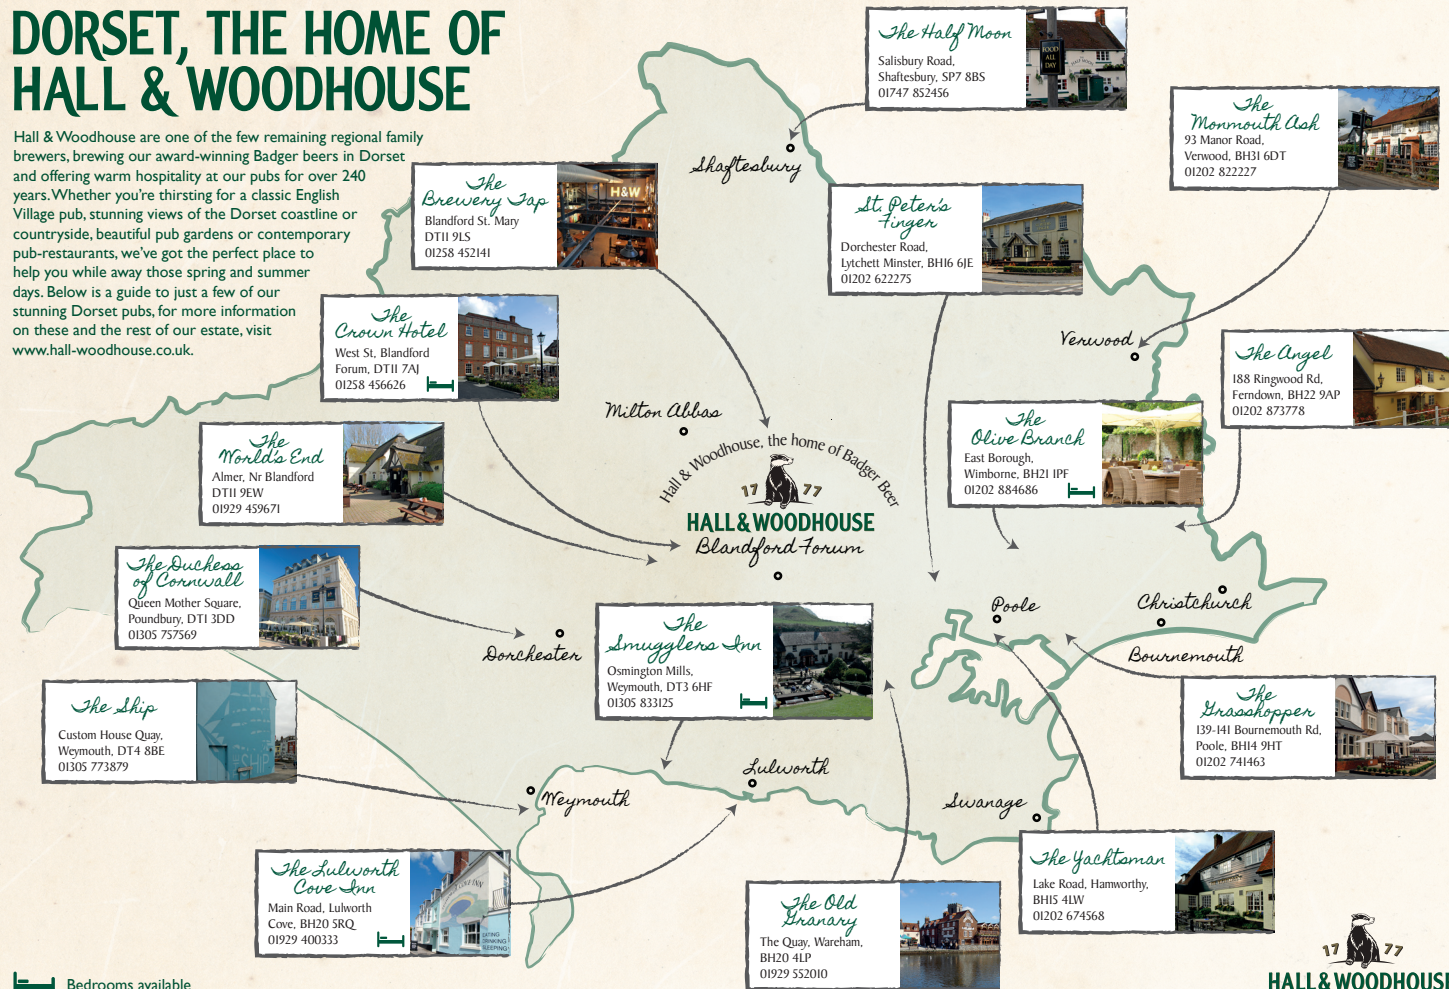 DORSET, THE HOME OF
HALL & WOODHOUSE
Hall & Woodhouse are one of the few remaining regional family
brewers, brewing our award-winning Badger beers in Dorset
and offering warm hospitality at our pubs for over 240
years. Whether you're thirsting for a classic English
Village pub, stunning views of the Dorset coastline or
countryside, beautiful pub gardens or contemporary
pub-restaurants, we've got the perfect place to
help you while away those spring and summer
days. Below is a guide to just a few of our
stunning Dorset pubs, for more information
on these and the rest of our estate, visit
www.hall-woodhouse.co.uk.
The Half Moon
Salisbury Road,
Shaftesbury, SP7 8BS
01747 852456
FOOD
ALL
DAY
The
Monmouth Ash
93 Manor Road,
Verwood, BH31 6DT
01202 822227
Shaftesbury
The
Brewery Tap
Blandford St. Mary
DT11 9LS
01258 452141
H&W
St. Peter's
Finger
Dorchester Road,
Lytchett Minster, BH16 6JE
01202 622275
The
Crown Hotel
West St, Blandford
Forum, DT11 7AJ
01258 456626
Verwood
The Angel
188 Ringwood Rd,
Ferndown, BH22 9AP
01202 873778
Milton Abbas
The
Olive Branch
East Borough,
Wimborne, BH21 1PF
01202 884686
The
World's End
Almer, Nr Blandford
DT11 9EW
01929 459671
Hall & Woodhouse, the home of Badger Beer
17 77
HALL & WOODHOUSE
Blandford Forum
The Duchess
of Cornwall
Queen Mother Square,
Poundbury, DT1 3DD
01305 757569
Dorchester
The
Smugglers Inn
Osmington Mills,
Weymouth, DT3 6HF
01305 833125
Poole
Christchurch
Bournemouth
The Ship
Custom House Quay,
Weymouth, DT4 8BE
01305 773879
SHIP
The
Grasshopper
139-141 Bournemouth Rd,
Poole, BH14 9HT
01202 741463
Weymouth
Lulworth
Swanage
The Lulworth
Cove Inn
Main Road, Lulworth
Cove, BH20 5RQ
01929 400333
COVE INN
EATING
DRINKING
SLEEPING
The Old
Granary
The Quay, Wareham,
BH20 4LP
01929 552010
The Yachtsman
Lake Road, Hamworthy,
BH15 4LW
01202 674568
17 77
HALL & WOODHOUSE
Bedrooms available